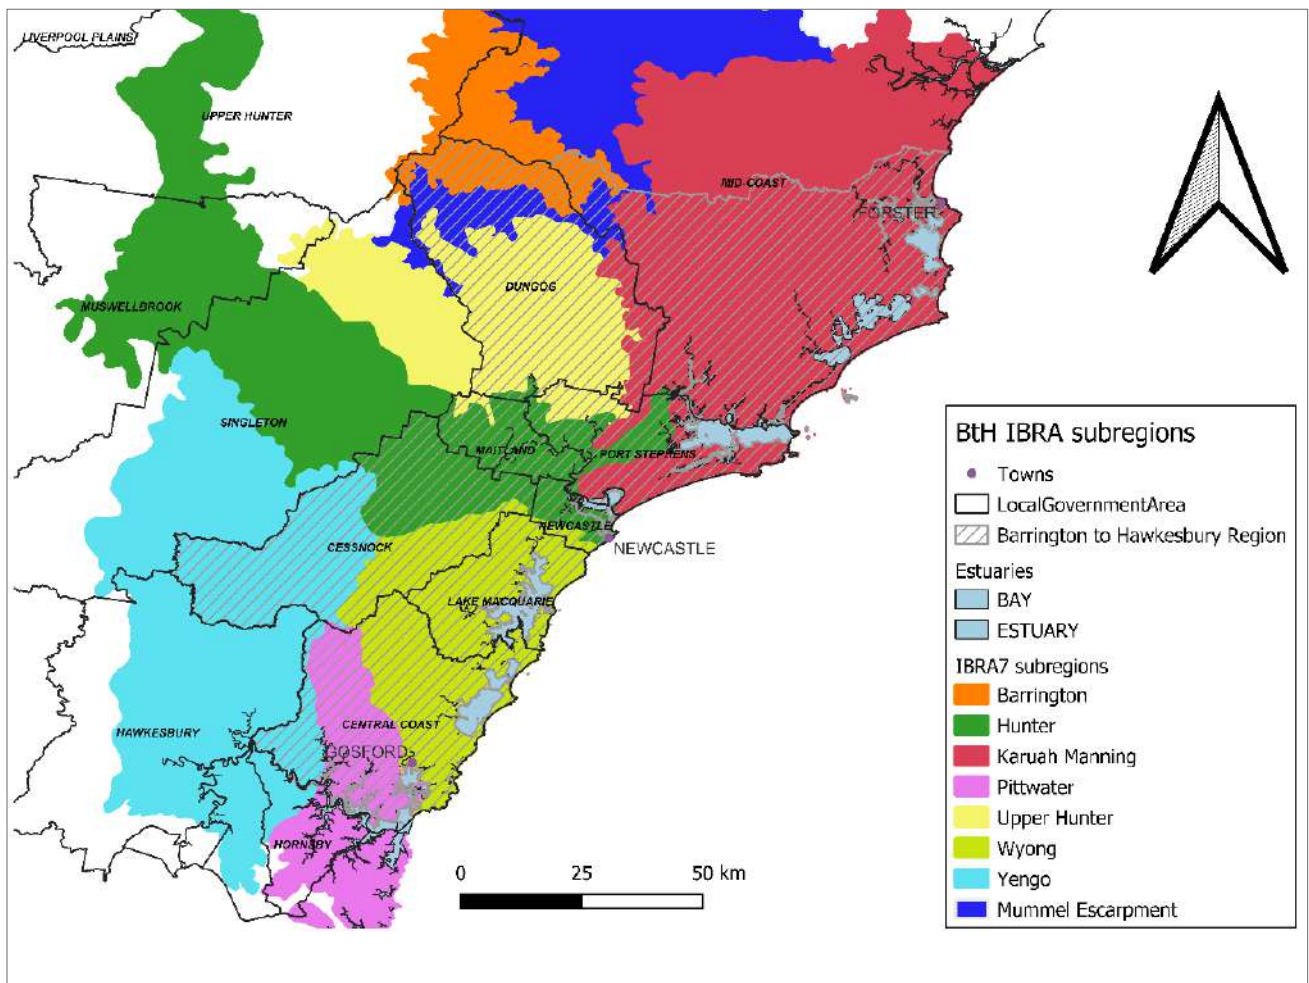 LIVERPOOL PLAINS
UPPER HUNTER
MID-COAST
FORSTER
DUNGOG
MUSWELLBROOK
SINGLETON
MAITLAND
PORT STEPHENS
NEWCASTLE
NEWCASTLE
CESSNOCK
LAKE MACQUARIE
CENTRAL COAST
HAWKESBURY
GOSFORD
HORNSBY
0 25 50 km
BtH IBRA subregions
Towns
LocalGovernmentArea
Barrington to Hawkesbury Region
Estuaries
BAY
ESTUARY
IBRA7 subregions
Barrington
Hunter
Karuah Manning
Pittwater
Upper Hunter
Wyong
Yengo
Mummel Escarpment